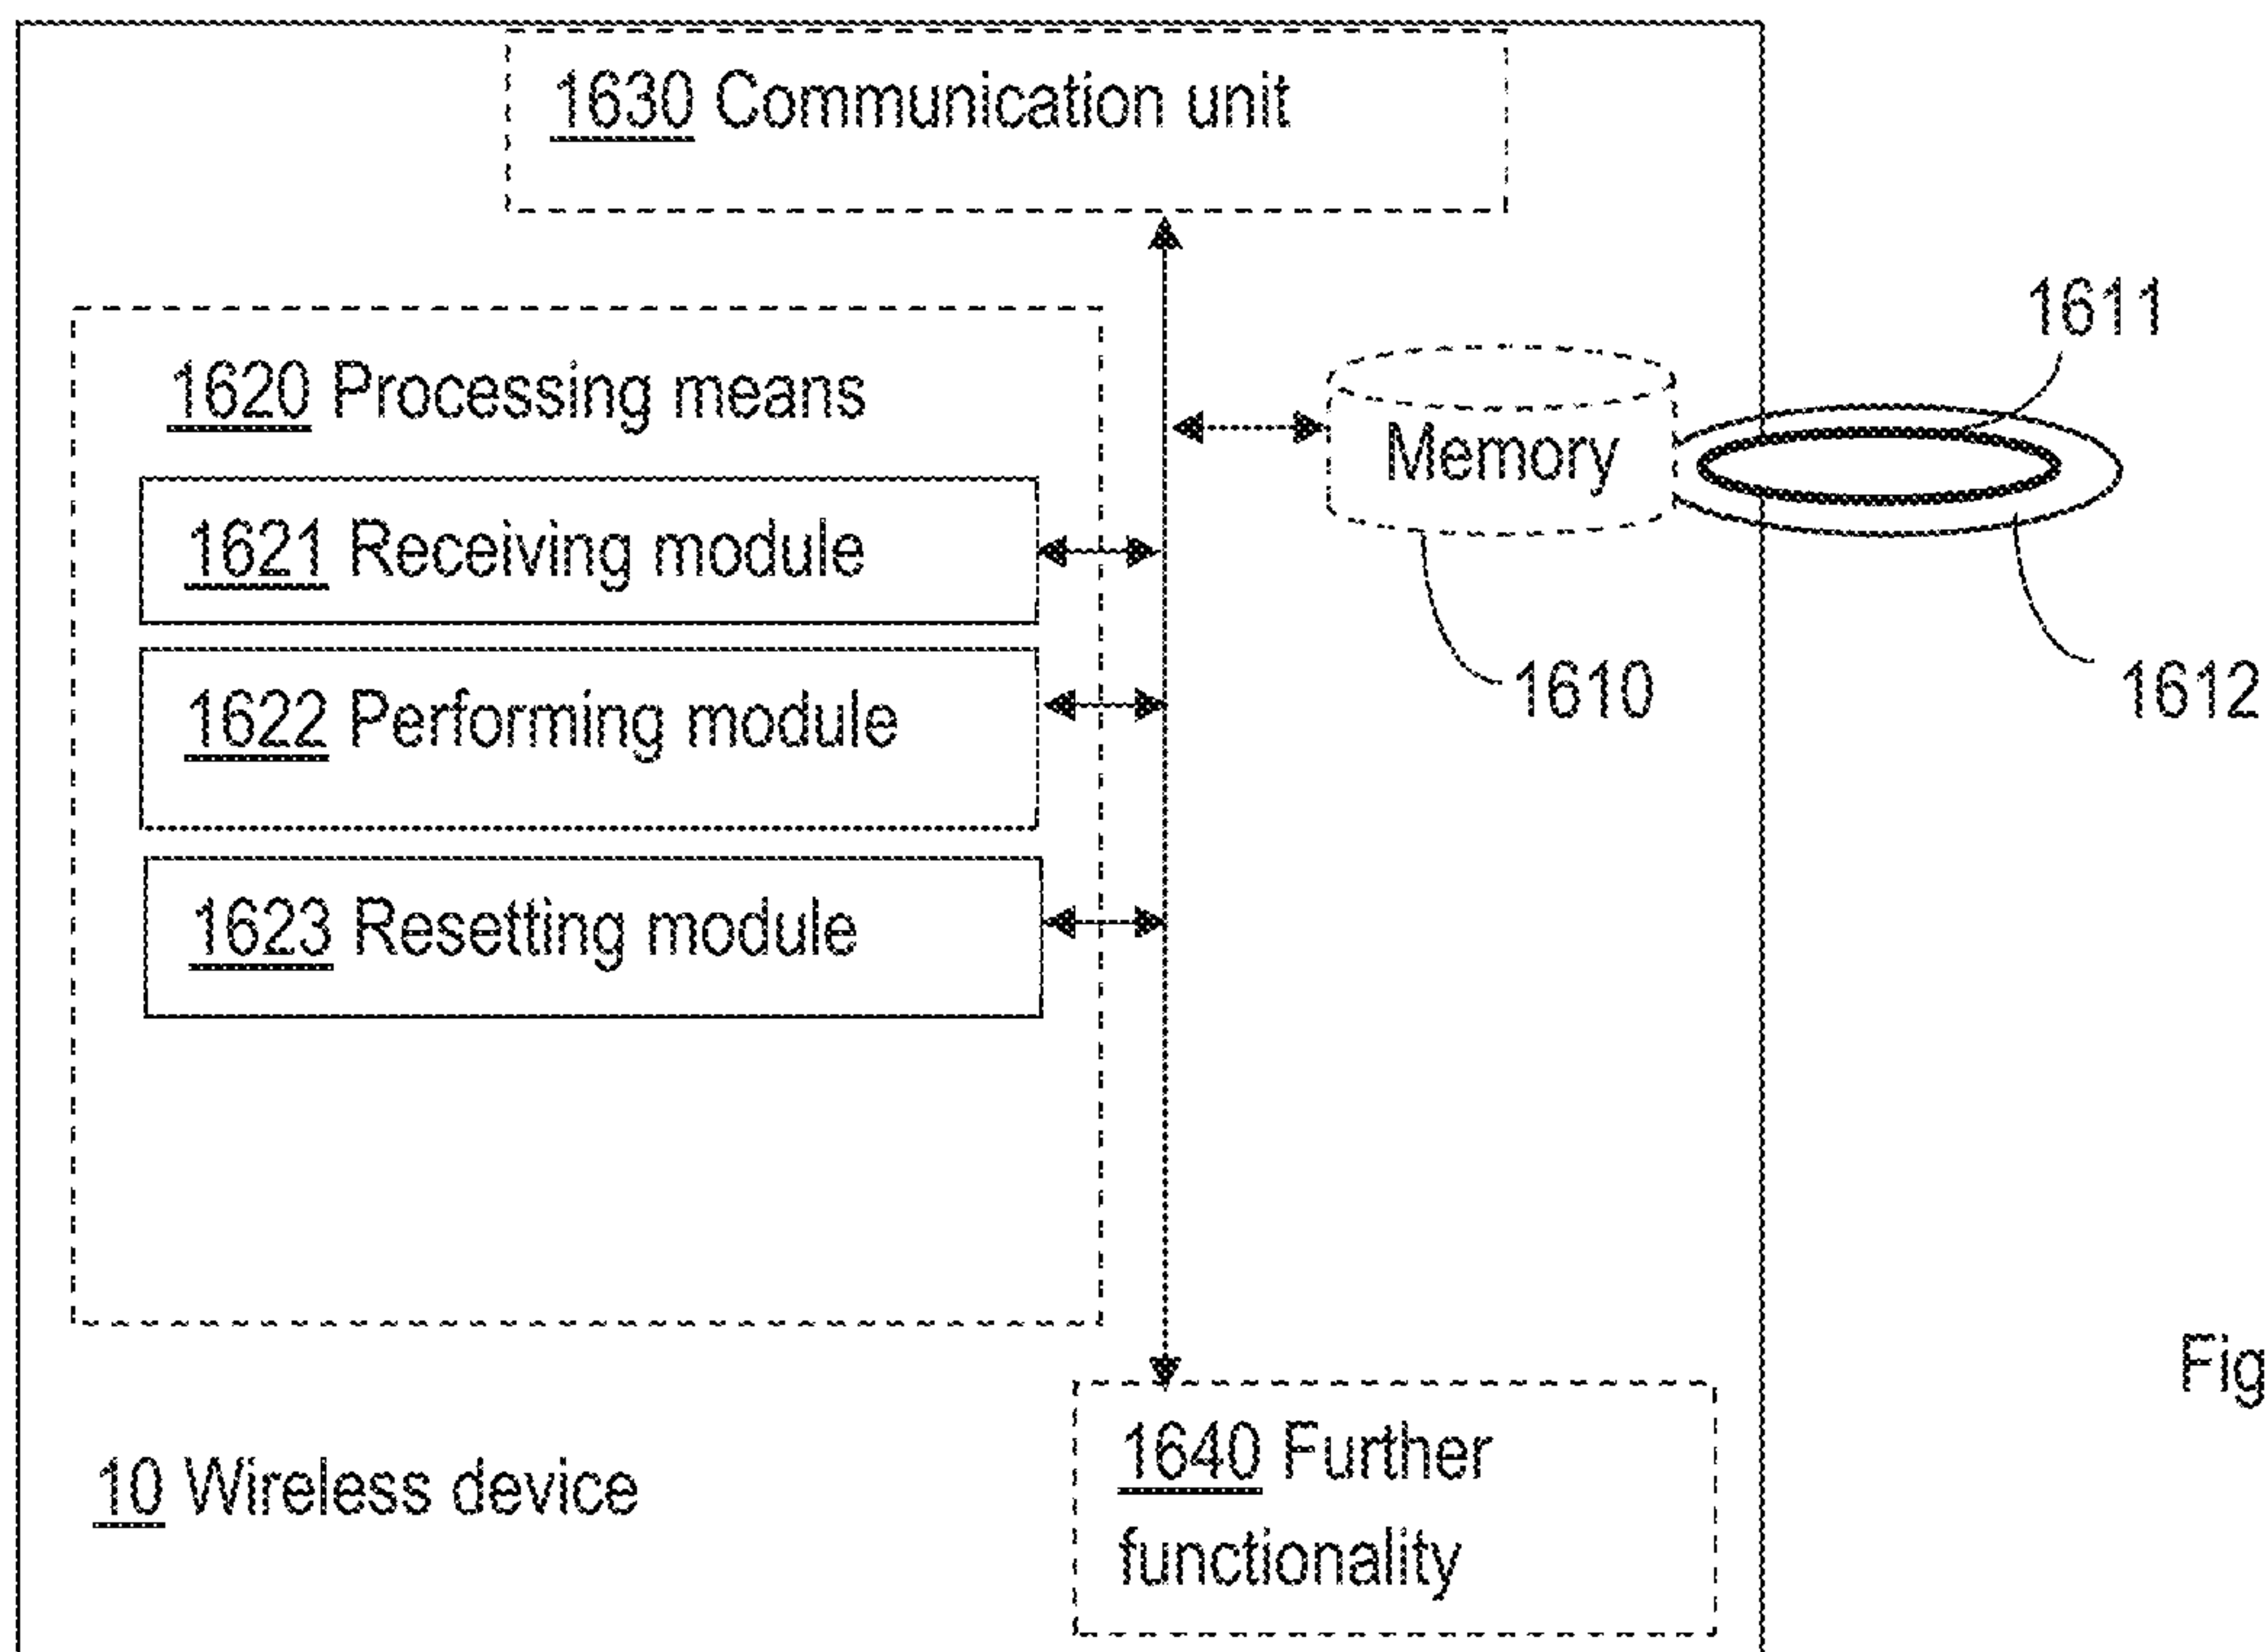 1630 Communication unit
1611
1620 Processing means
Memory
1621 Receiving module
1610
1612
1622 Performing module
1623 Resetting module
Fig
10 Wireless device
1640 Further
functionality